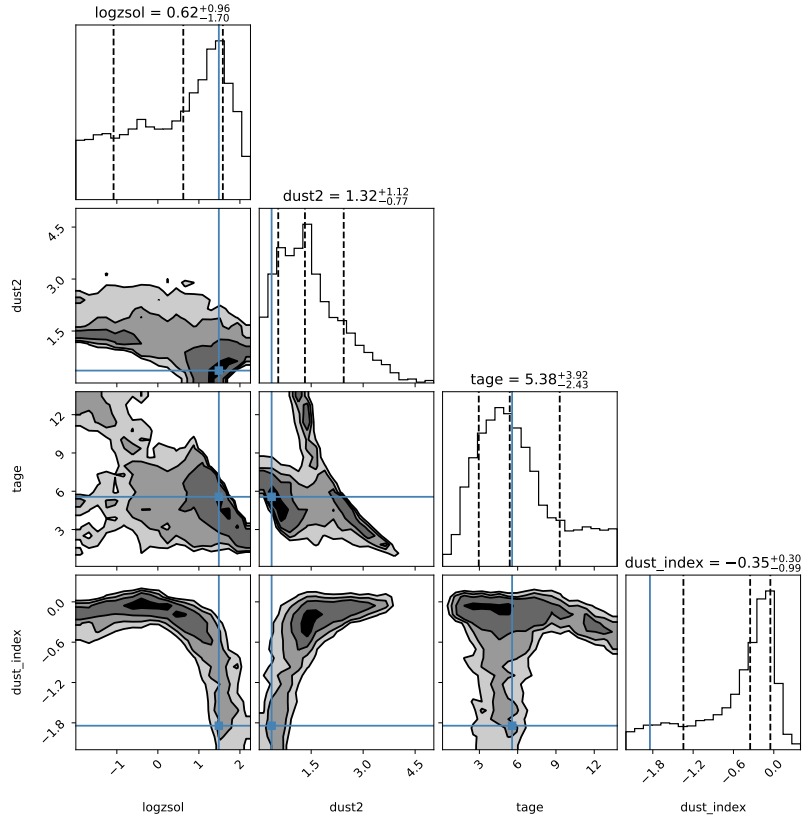 logzsol = 0.62+0.96−1.70
dust2 = 1.32+1.12−0.77
4.5
3.0
1.5
dust2
tage = 5.38+3.92−2.43
12
9
6
3
tage
dust_index = −0.35+0.30−0.99
0.0
−0.6
−1.2
−1.8
dust_index
−1 0 1 2
1.5 3.0 4.5
3 6 9 12
−1.8 −1.2 −0.6 0.0
logzsol dust2 tage dust_index